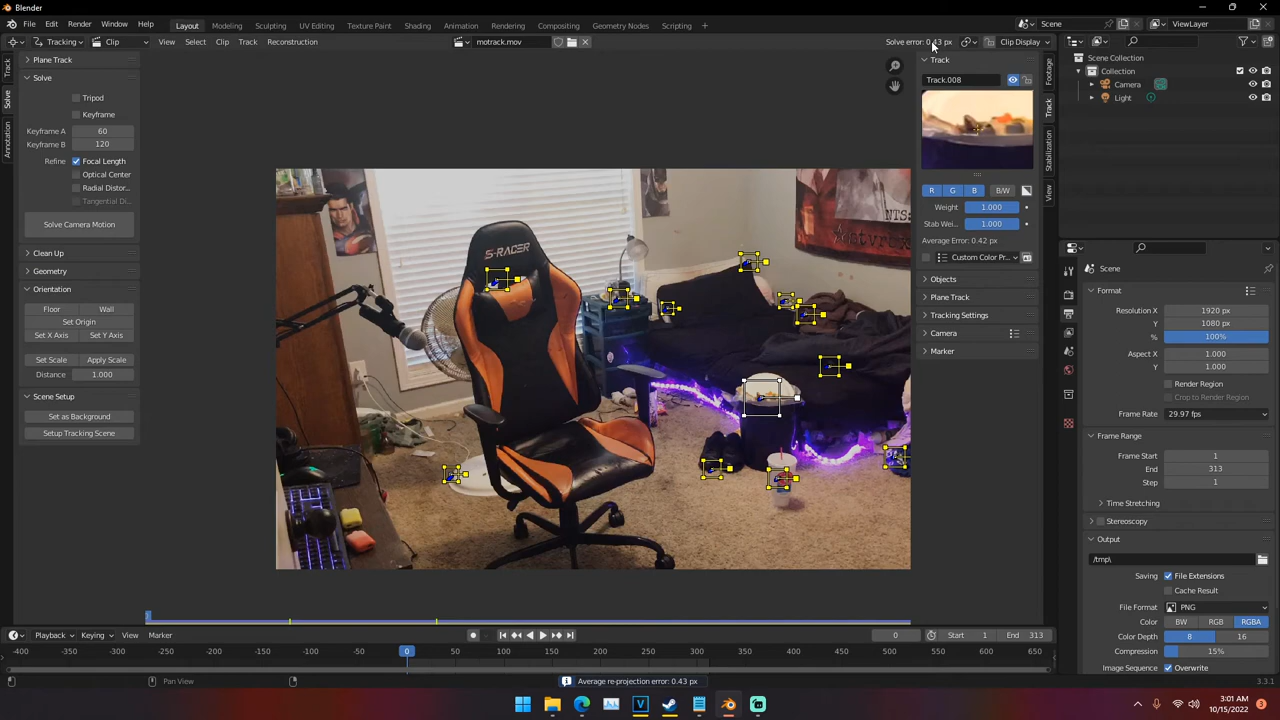 Blender
File Edit Render Window Help Layout Modeling Sculpting UV Editing Texture Paint Shading Animation Rendering Compositing Geometry Nodes Scripting + Scene ViewLayer
Tracking Clip View Select Clip Track Reconstruction motrack.mov Solve error: 0.43 px Clip Display
Track
Solve
Annotation
Plane Track
Solve
Tripod
Keyframe
Keyframe A 60
Keyframe B 120
Refine Focal Length
Optical Center
Radial Distor...
Tangential Di...
Solve Camera Motion
Clean Up
Geometry
Orientation
Floor Wall
Set Origin
Set X Axis Set Y Axis
Set Scale Apply Scale
Distance 1.000
Scene Setup
Set as Background
Setup Tracking Scene
S-RACER
Track
Track.008
R G B B/W
Weight 1.000
Stab Wei... 1.000
Average Error: 0.42 px
Custom Color Pr...
Objects
Plane Track
Tracking Settings
Camera
Marker
Footage
Track
Stabilization
View
Scene Collection
Collection
Camera
Light
Scene
Format
Resolution X 1920 px
Y 1080 px
% 100%
Aspect X 1.000
Y 1.000
Render Region
Crop to Render Region
Frame Rate 29.97 fps
Frame Range
Frame Start 1
End 313
Step 1
Time Stretching
Stereoscopy
Output
/tmp\
Saving File Extensions
Cache Result
File Format PNG
Color BW RGB RGBA
Color Depth 8 16
Compression 15%
Image Sequence Overwrite
Playback Keying View Marker 0 Start 1 End 313
-400 -350 -300 -250 -200 -150 -100 -50 0 50 100 150 200 250 300 350 400 450 500 550 600 650
Pan View Average re-projection error: 0.43 px 3.3.1
3:01 AM
10/15/2022